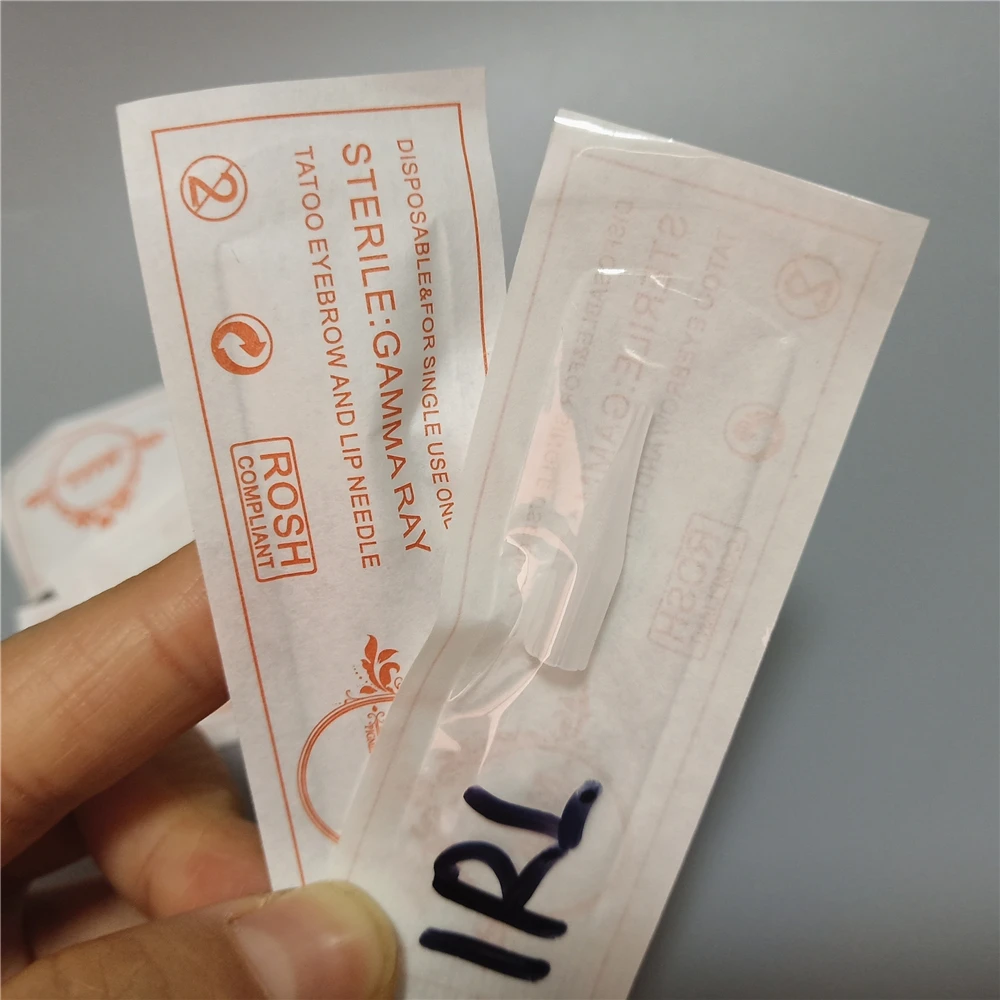 DISPOSABLE&FOR SINGLE USE ONL
STERILE:GAMMA RAY
TATOO EYEBROW AND LIP NEEDLE
ROSH
COMPLIANT
1RL